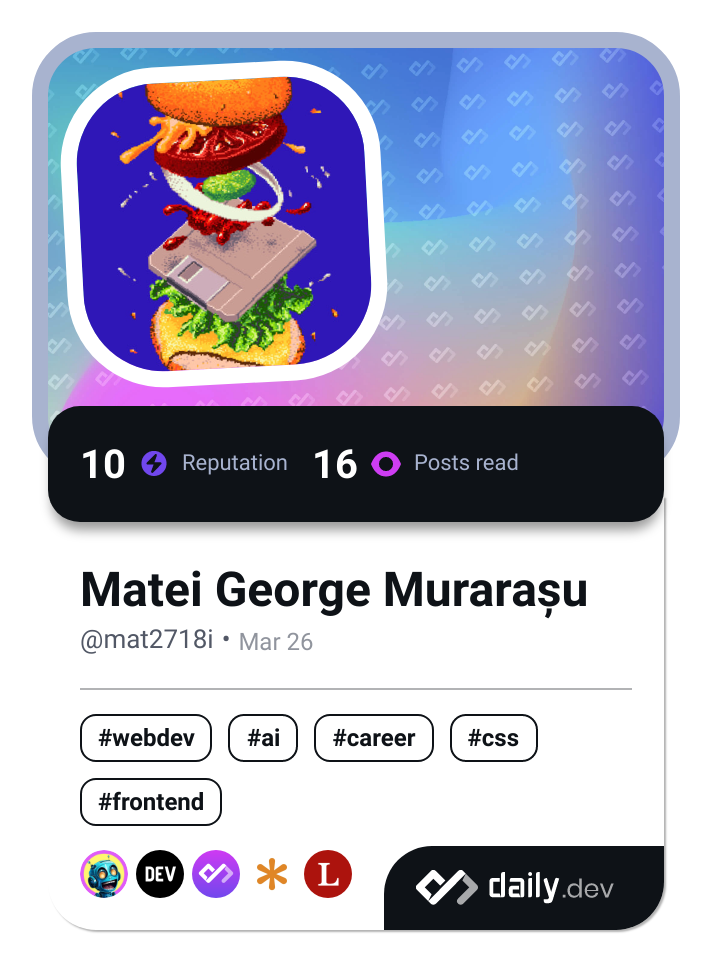 10 Reputation 16 Posts read
Matei George Murarașu
@mat2718i • Mar 26
#webdev #ai #career #css
#frontend
DEV L daily.dev